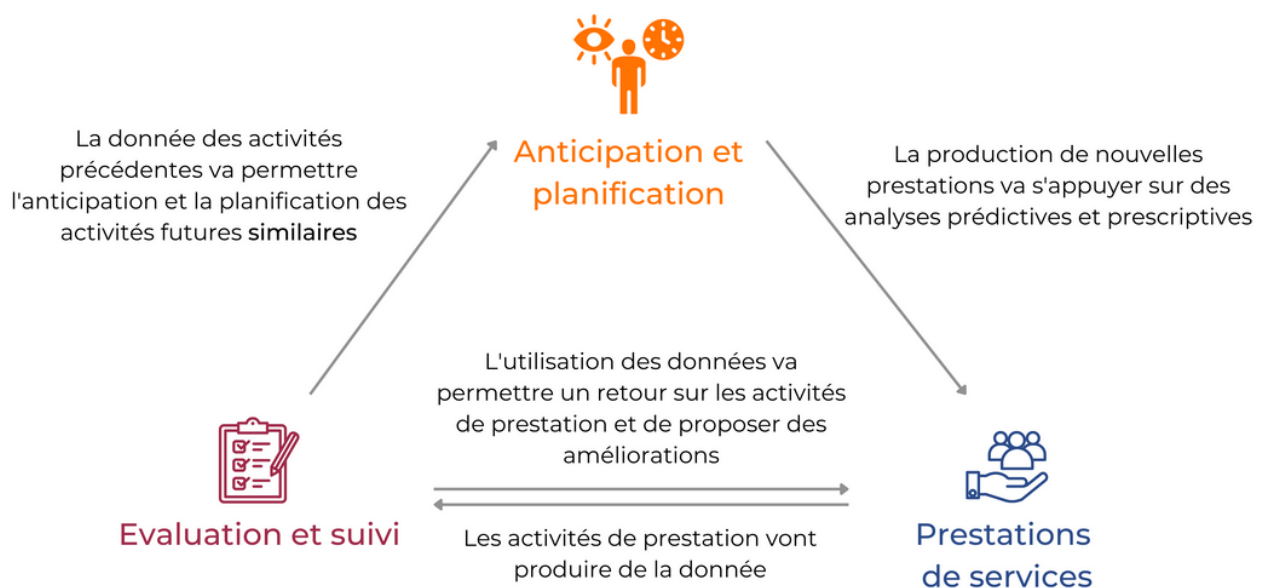 Anticipation et
planification
La donnée des activités
précédentes va permettre
l'anticipation et la planification des
activités futures similaires
La production de nouvelles
prestations va s'appuyer sur des
analyses prédictives et prescriptives
L'utilisation des données va
permettre un retour sur les activités
de prestation et de proposer des
améliorations
Evaluation et suivi
Les activités de prestation vont
produire de la donnée
Prestations
de services